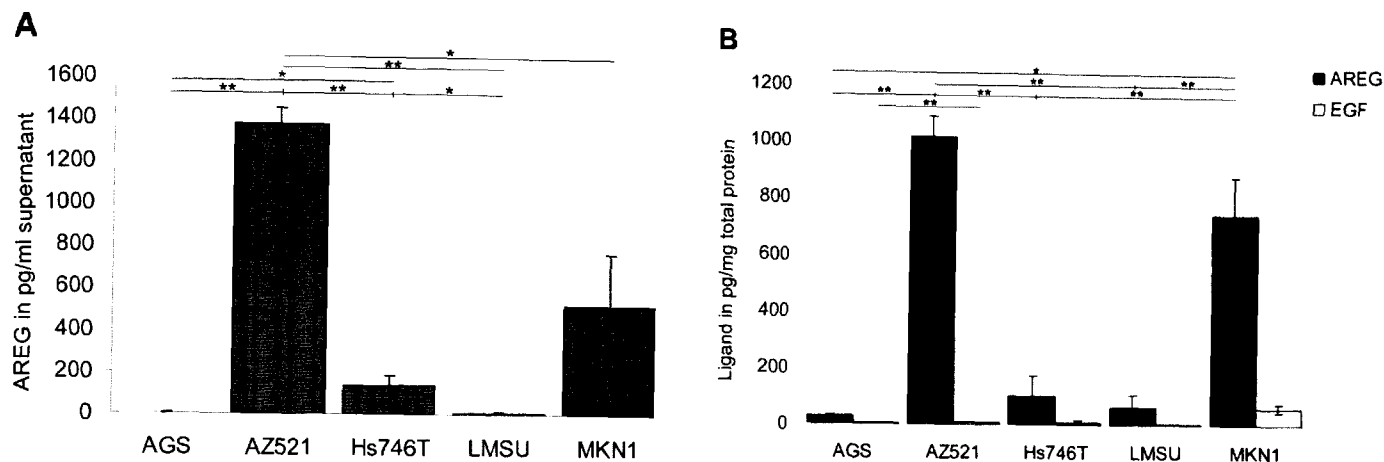 A
AREG in pg/ml supernatant
1600
1400
1200
1000
800
600
400
200
0
*
**
*
** ** *
AGS AZ521 Hs746T LMSU MKN1
B
Ligand in pg/mg total protein
1200
1000
800
600
400
200
0
*
** **
** ** **
**
AREG
EGF
AGS AZ521 Hs746T LMSU MKN1